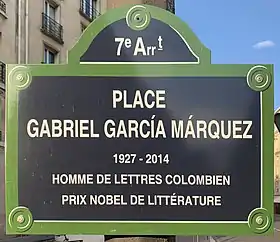 7e Arrt
PLACE
GABRIEL GARCÍA MÁRQUEZ
1927 - 2014
HOMME DE LETTRES COLOMBIEN
PRIX NOBEL DE LITTÉRATURE